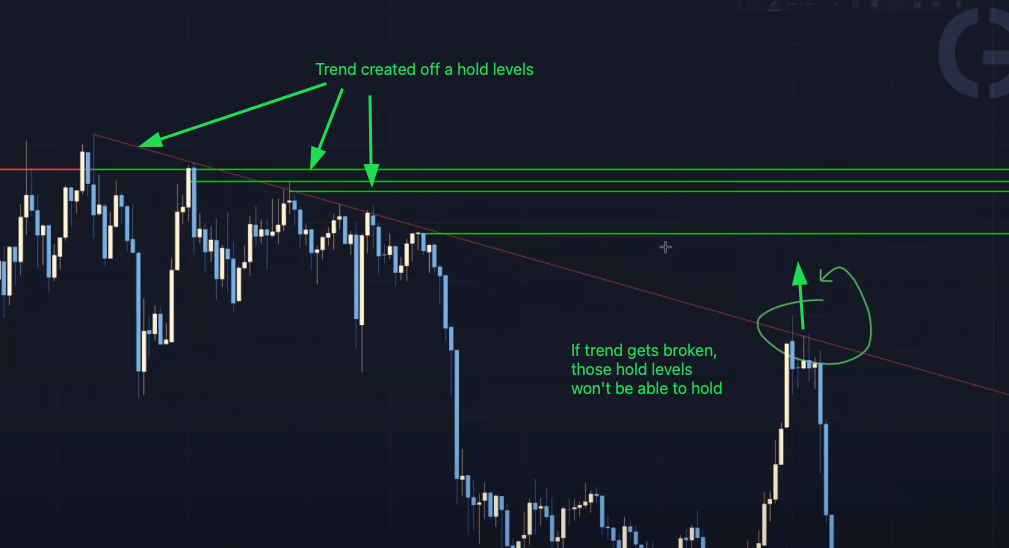 Trend created off a hold levels
If trend gets broken,
those hold levels
won't be able to hold